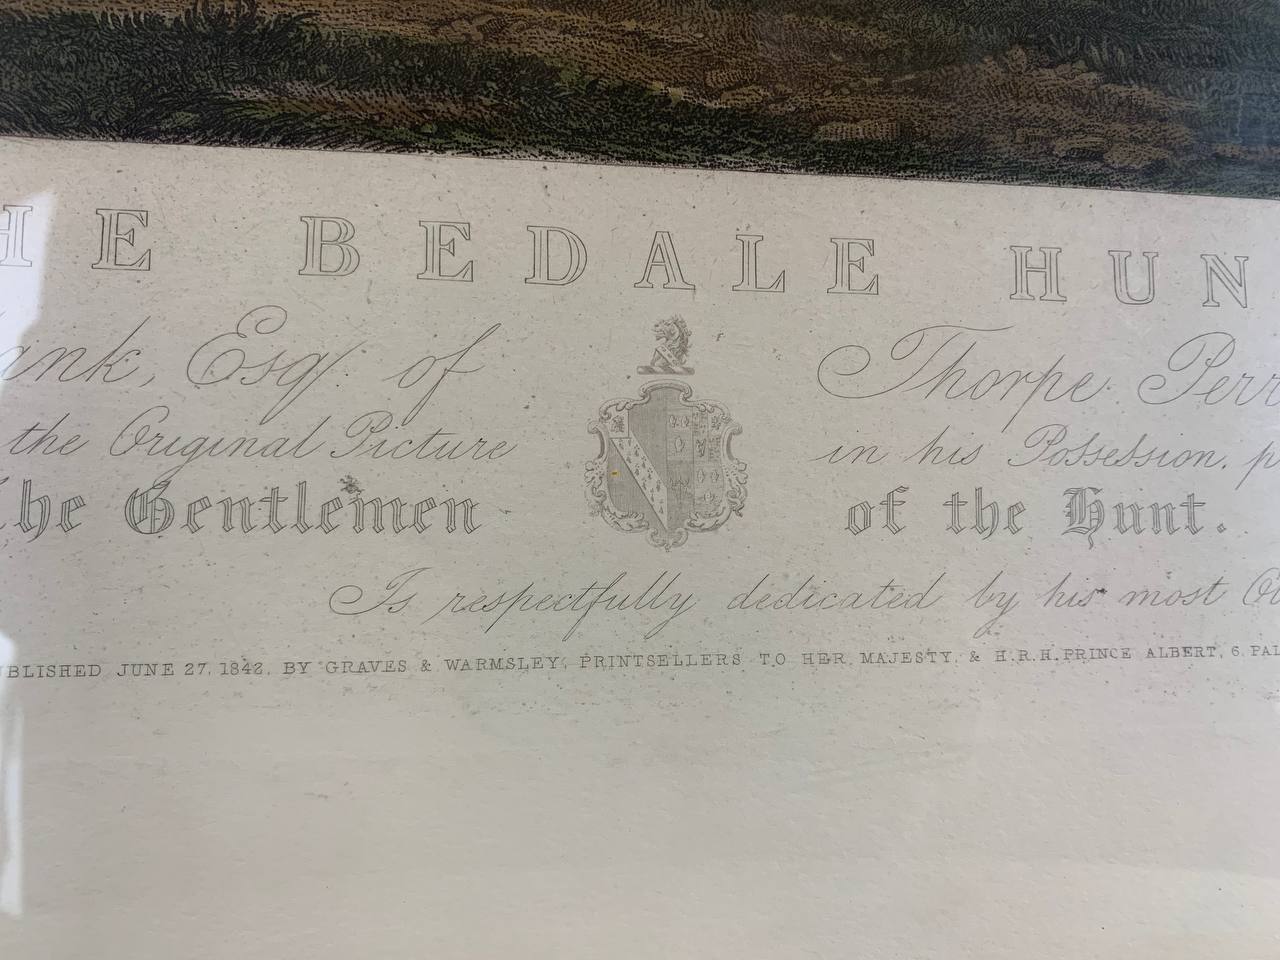 HE BEDALE HUN
ank, Esqr. of Thorpe Perr
the Original Picture in his Possession, p
he Gentlemen of the Hunt.
Is respectfully dedicated by his most O
BLISHED JUNE 27, 1842, BY GRAVES & WARMSLEY, PRINTSELLERS TO HER MAJESTY, & H.R.H. PRINCE ALBERT, 6, PAL